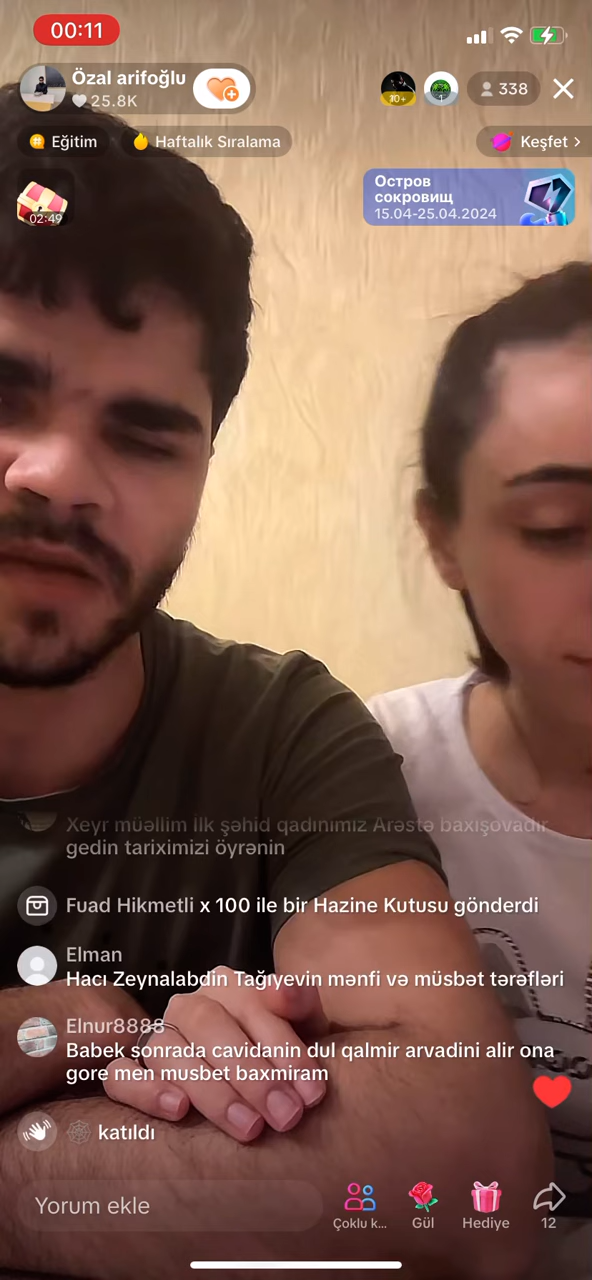 00:11
Özal arifoğlu
25.8K
10+
1
338
Eğitim
Haftalık Sıralama
Keşfet >
02:49
Остров
сокровищ
15.04-25.04.2024
Xeyr müəllim ilk şəhid qadınımız Arəstə baxışovadır
gedin tariximizi öyrənin
Fuad Hikmetli x 100 ile bir Hazine Kutusu gönderdi
Elman
Hacı Zeynalabdin Tağıyevin mənfi və müsbət tərəfləri
Elnur8888
Babek sonrada cavidanin dul qalmir arvadini alir ona
gore men musbet baxmiram
katıldı
Yorum ekle
Çoklu k...
Gül
Hediye
12